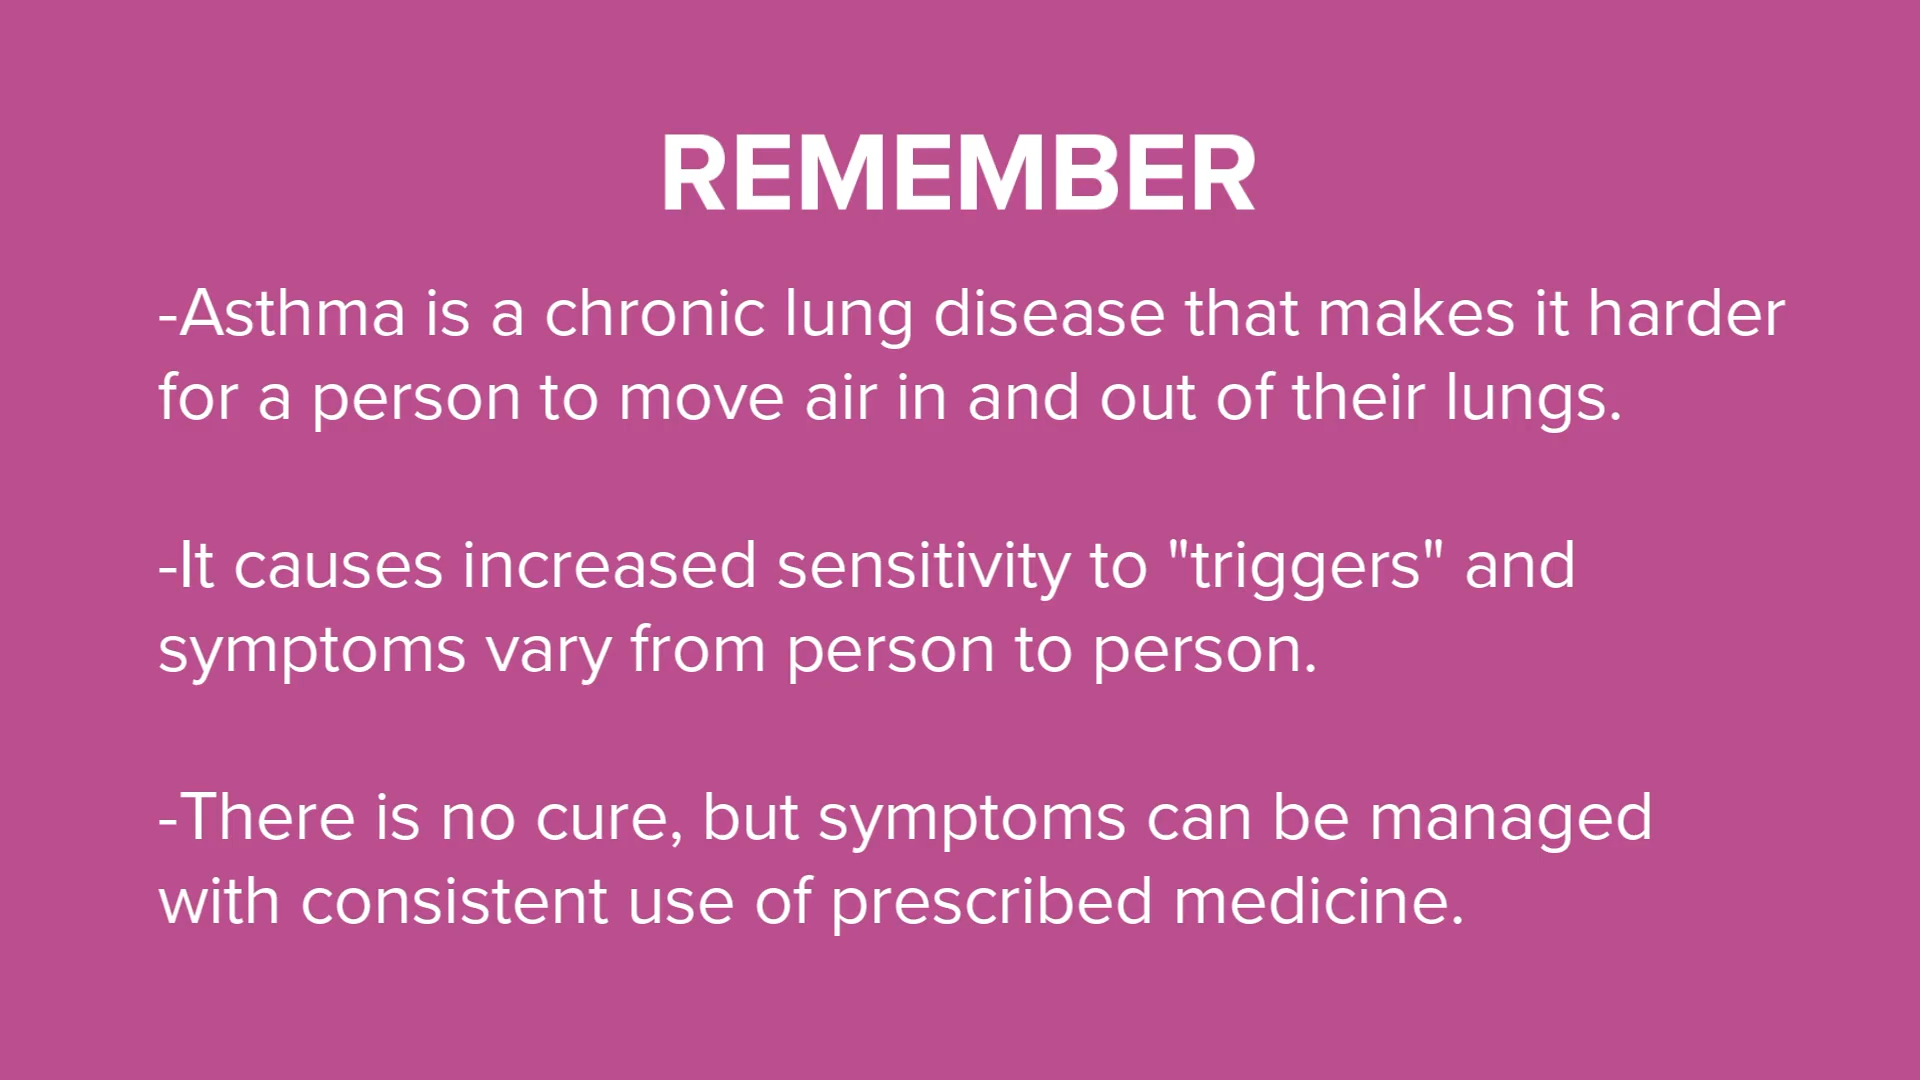 REMEMBER
-Asthma is a chronic lung disease that makes it harder
for a person to move air in and out of their lungs.
-It causes increased sensitivity to "triggers" and
symptoms vary from person to person.
-There is no cure, but symptoms can be managed
with consistent use of prescribed medicine.